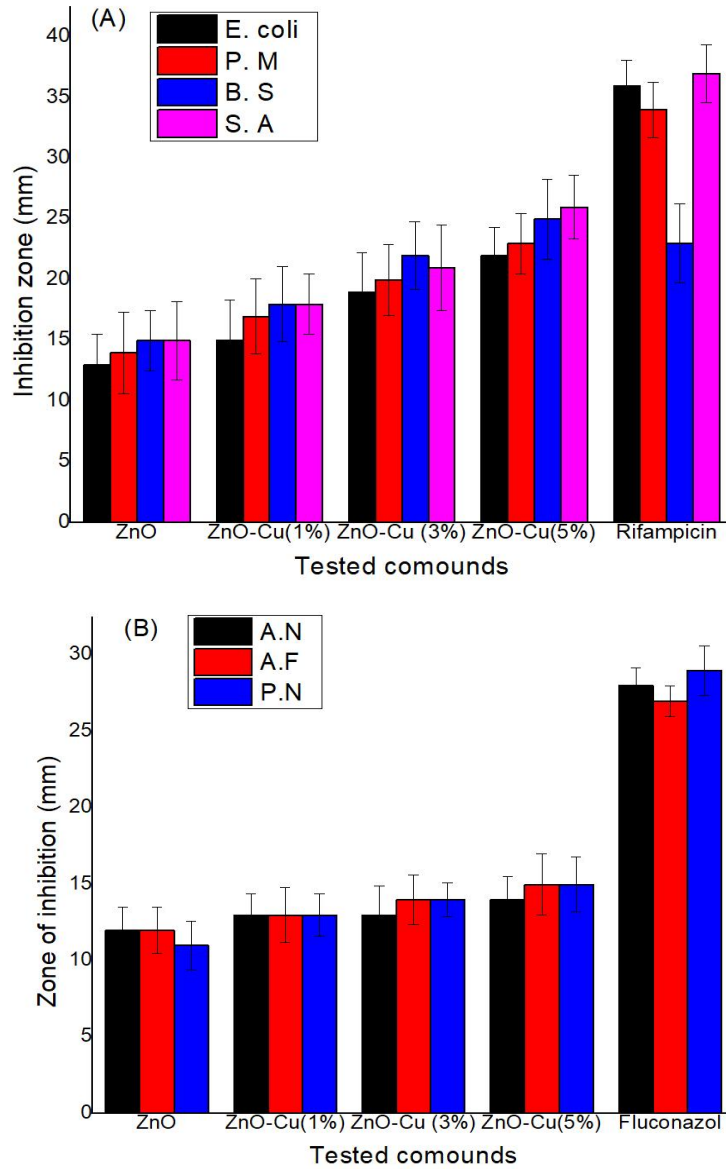 (A)
E. coli
P. M
B. S
S. A
Inhibition zone (mm)
40
35
30
25
20
15
10
5
0
ZnO ZnO-Cu(1%) ZnO-Cu (3%) ZnO-Cu(5%) Rifampicin
Tested comounds
(B)
A.N
A.F
P.N
Zone of inhibition (mm)
30
25
20
15
10
5
0
ZnO ZnO-Cu(1%) ZnO-Cu (3%) ZnO-Cu(5%) Fluconazol
Tested comounds